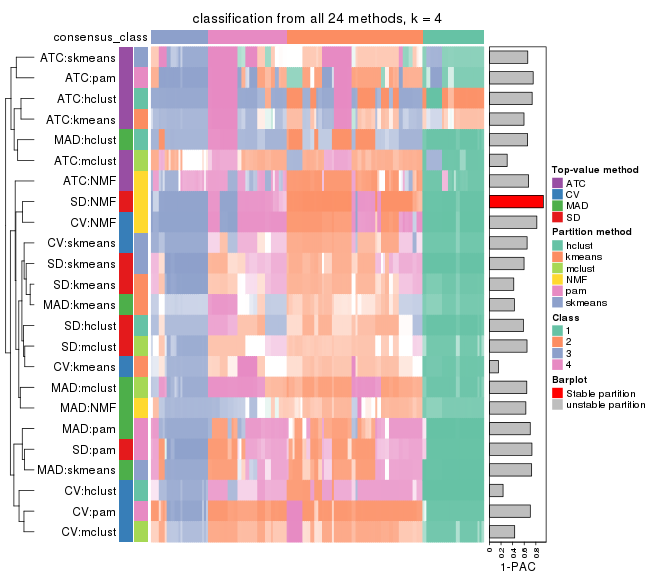 classification from all 24 methods, k = 4
consensus_class
ATC:skmeans
ATC:pam
ATC:hclust
ATC:kmeans
MAD:hclust
ATC:mclust
ATC:NMF
SD:NMF
CV:NMF
CV:skmeans
SD:skmeans
SD:kmeans
MAD:kmeans
SD:hclust
SD:mclust
CV:kmeans
MAD:mclust
MAD:NMF
MAD:pam
SD:pam
MAD:skmeans
CV:hclust
CV:pam
CV:mclust
0
0.2
0.4
0.6
0.8
1-PAC
Top-value method
ATC
CV
MAD
SD
Partition method
hclust
kmeans
mclust
NMF
pam
skmeans
Class
1
2
3
4
Barplot
Stable partition
unstable partition